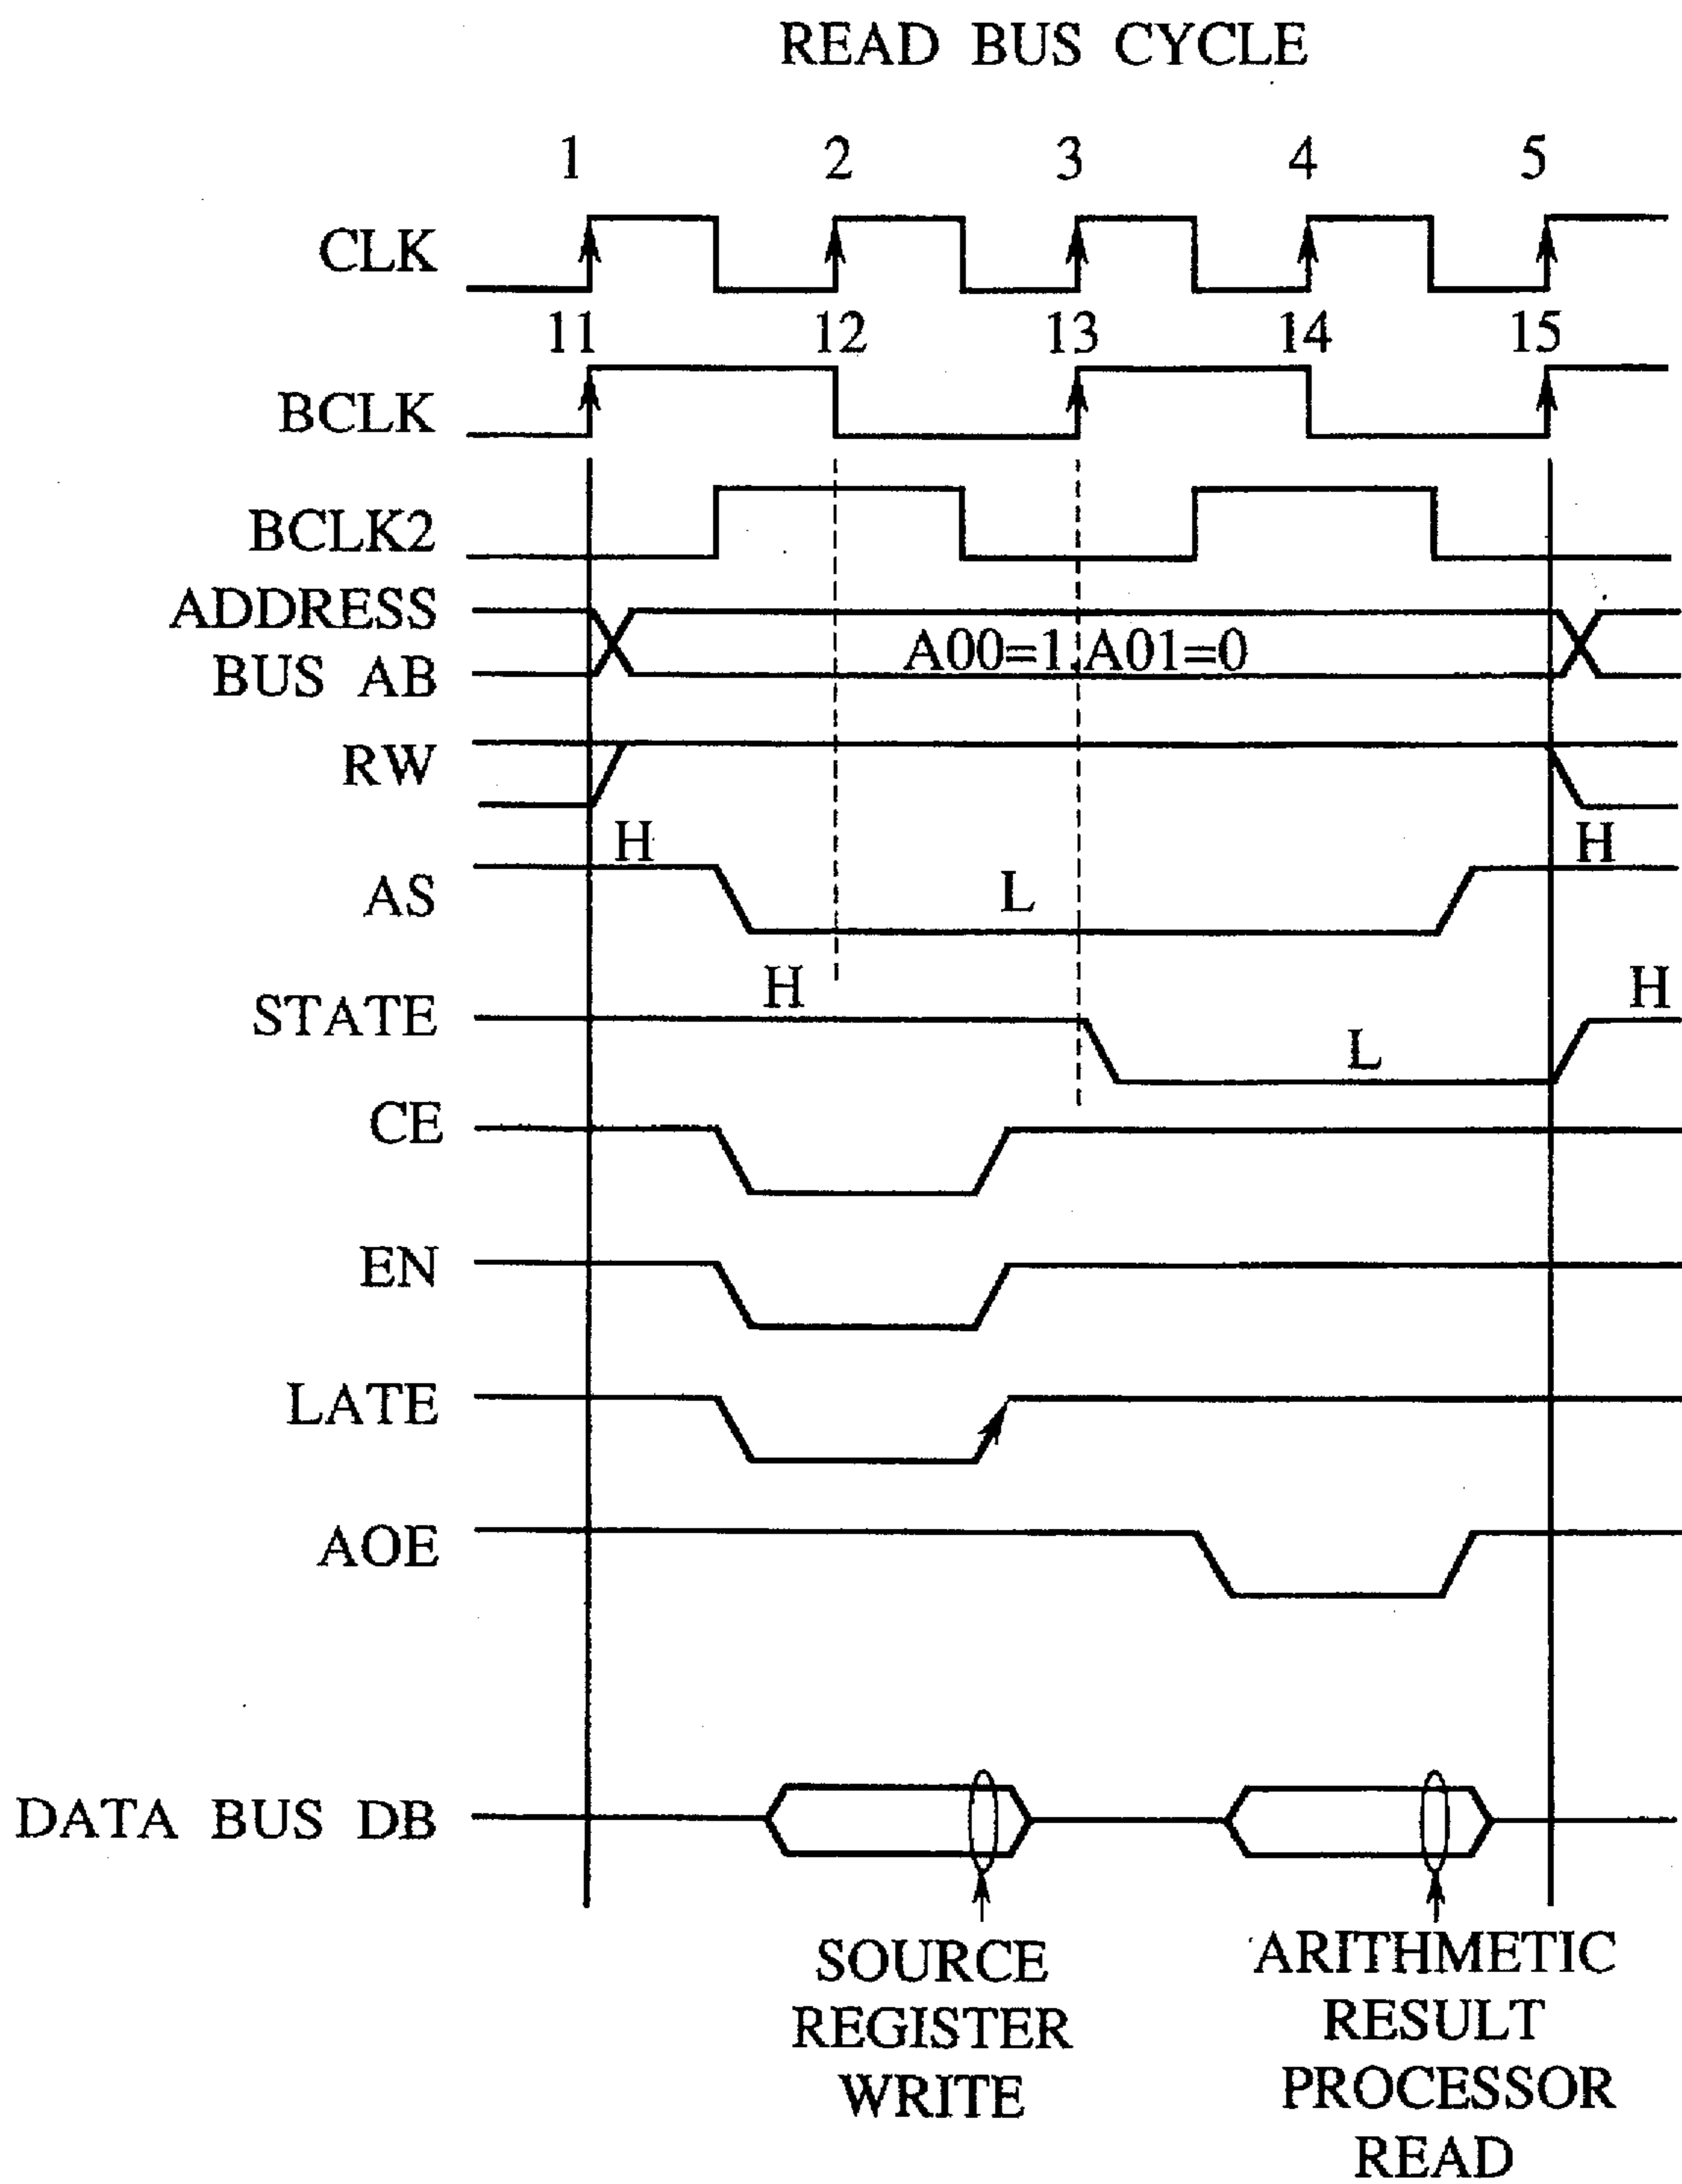 READ BUS CYCLE
1 2 3 4 5
CLK
11 12 13 14 15
BCLK
BCLK2
ADDRESS
BUS AB
A00=1, A01=0
RW
H H
AS
L
H H
STATE
L
CE
EN
LATE
AOE
DATA BUS DB
SOURCE
REGISTER
WRITE
ARITHMETIC
RESULT
PROCESSOR
READ